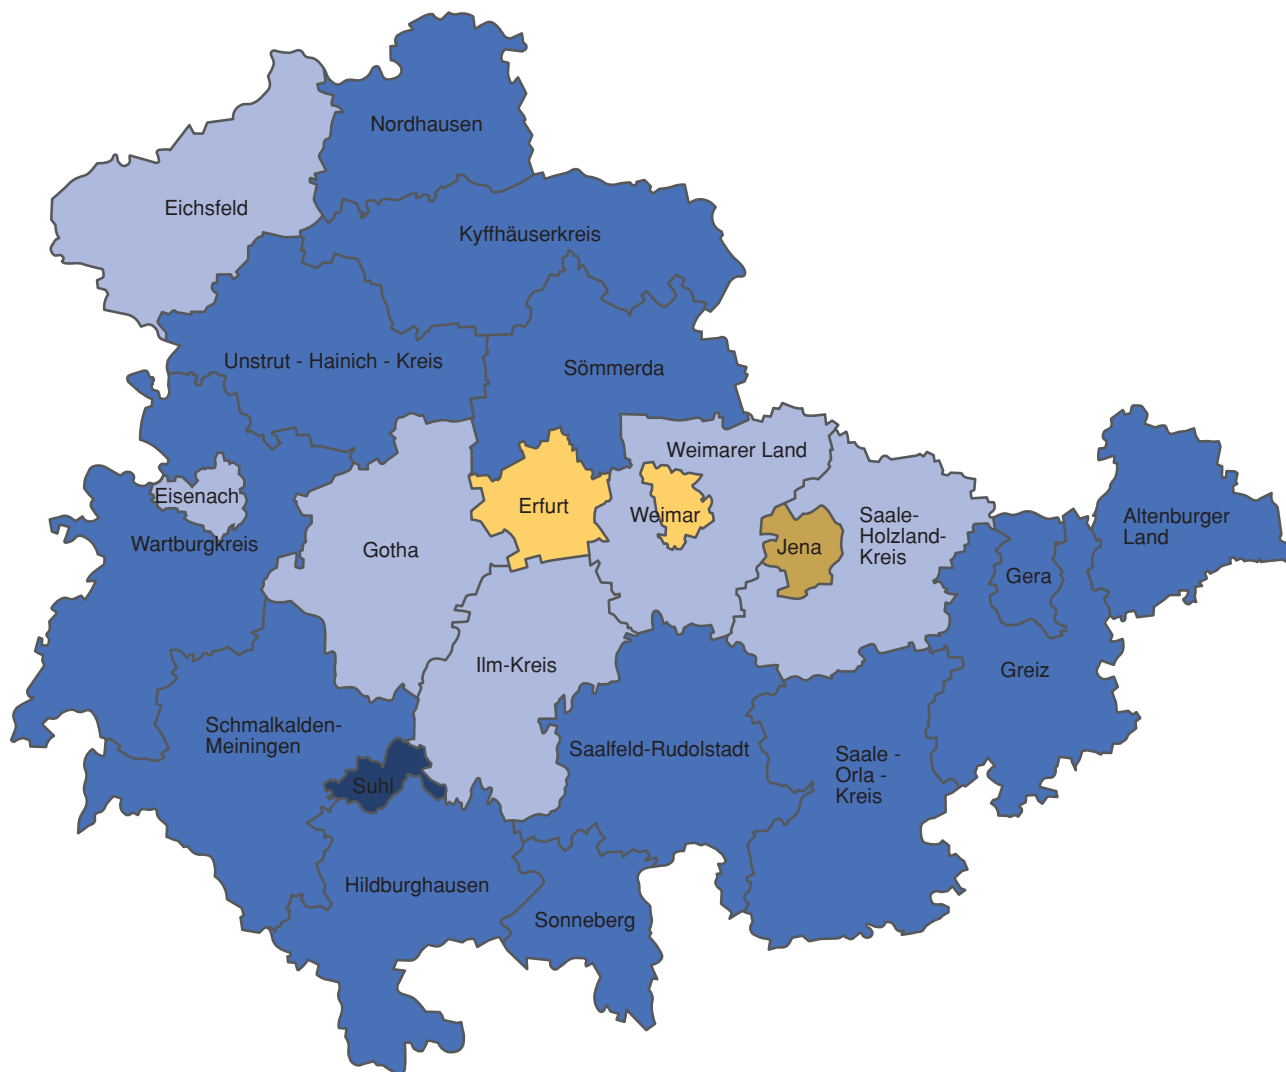 Nordhausen
Eichsfeld
Kyffhäuserkreis
Unstrut - Hainich - Kreis
Sömmerda
Weimarer Land
Eisenach
Erfurt
Weimar
Saale-
Holzland-
Kreis
Altenburger
Land
Wartburgkreis
Gotha
Jena
Gera
Ilm-Kreis
Greiz
Schmalkalden-
Meiningen
Saalfeld-Rudolstadt
Saale -
Orla -
Kreis
Suhl
Hildburghausen
Sonneberg